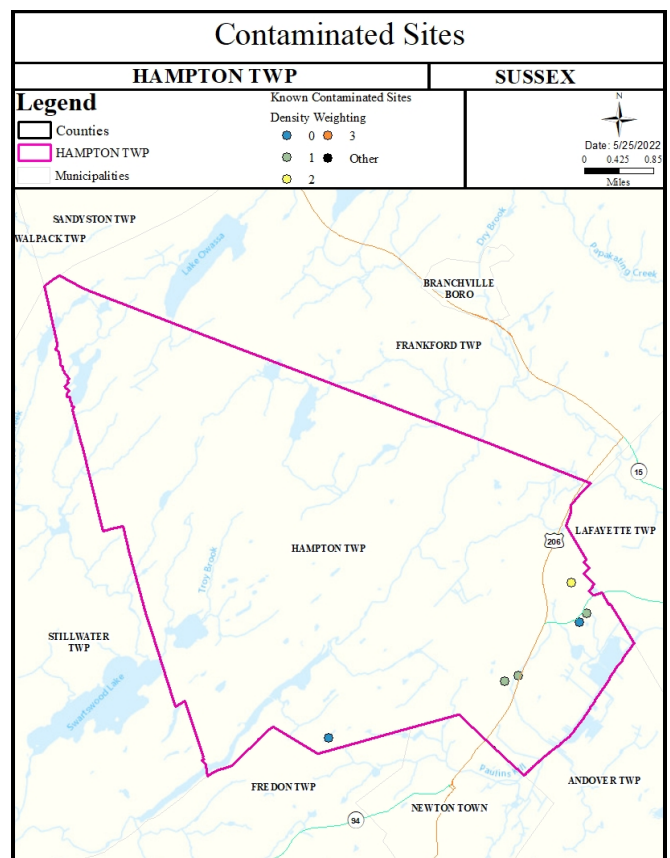 Contaminated Sites
HAMPTON TWP
SUSSEX
Legend
Counties
HAMPTON TWP
Municipalities
Known Contaminated Sites
Density Weighting
0
3
1
Other
2
N
Date: 5/25/2022
0 0.425 0.85
Miles
SANDYSTON TWP
WALPACK TWP
Lake Owassa
Dry Brook
Papakating Creek
BRANCHVILLE
BORO
FRANKFORD TWP
15
LAFAYETTE TWP
206
HAMPTON TWP
Troy Brook
STILLWATER
TWP
Swartswood Lake
FREDON TWP
Paulins Kill
ANDOVER TWP
NEWTON TOWN
94